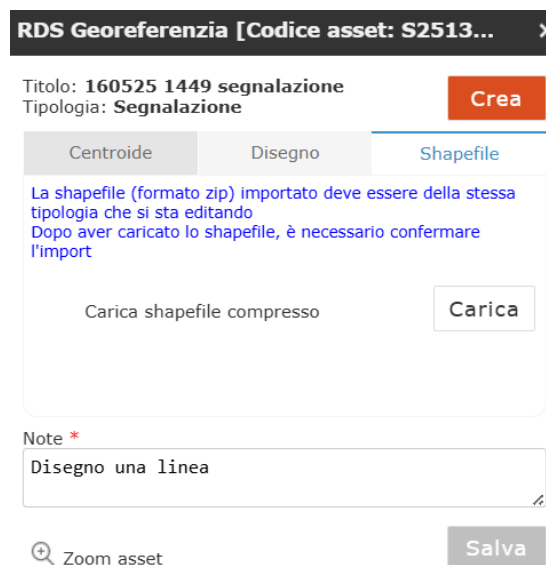 RDS Georeferenzia [Codice asset: S2513...
Titolo: 160525 1449 segnalazione
Tipologia: Segnalazione
Crea
Centroide Disegno Shapefile
La shapefile (formato zip) importato deve essere della stessa
tipologia che si sta editando
Dopo aver caricato lo shapefile, è necessario confermare
l'import
Carica shapefile compresso Carica
Note *
Disegno una linea
Zoom asset Salva